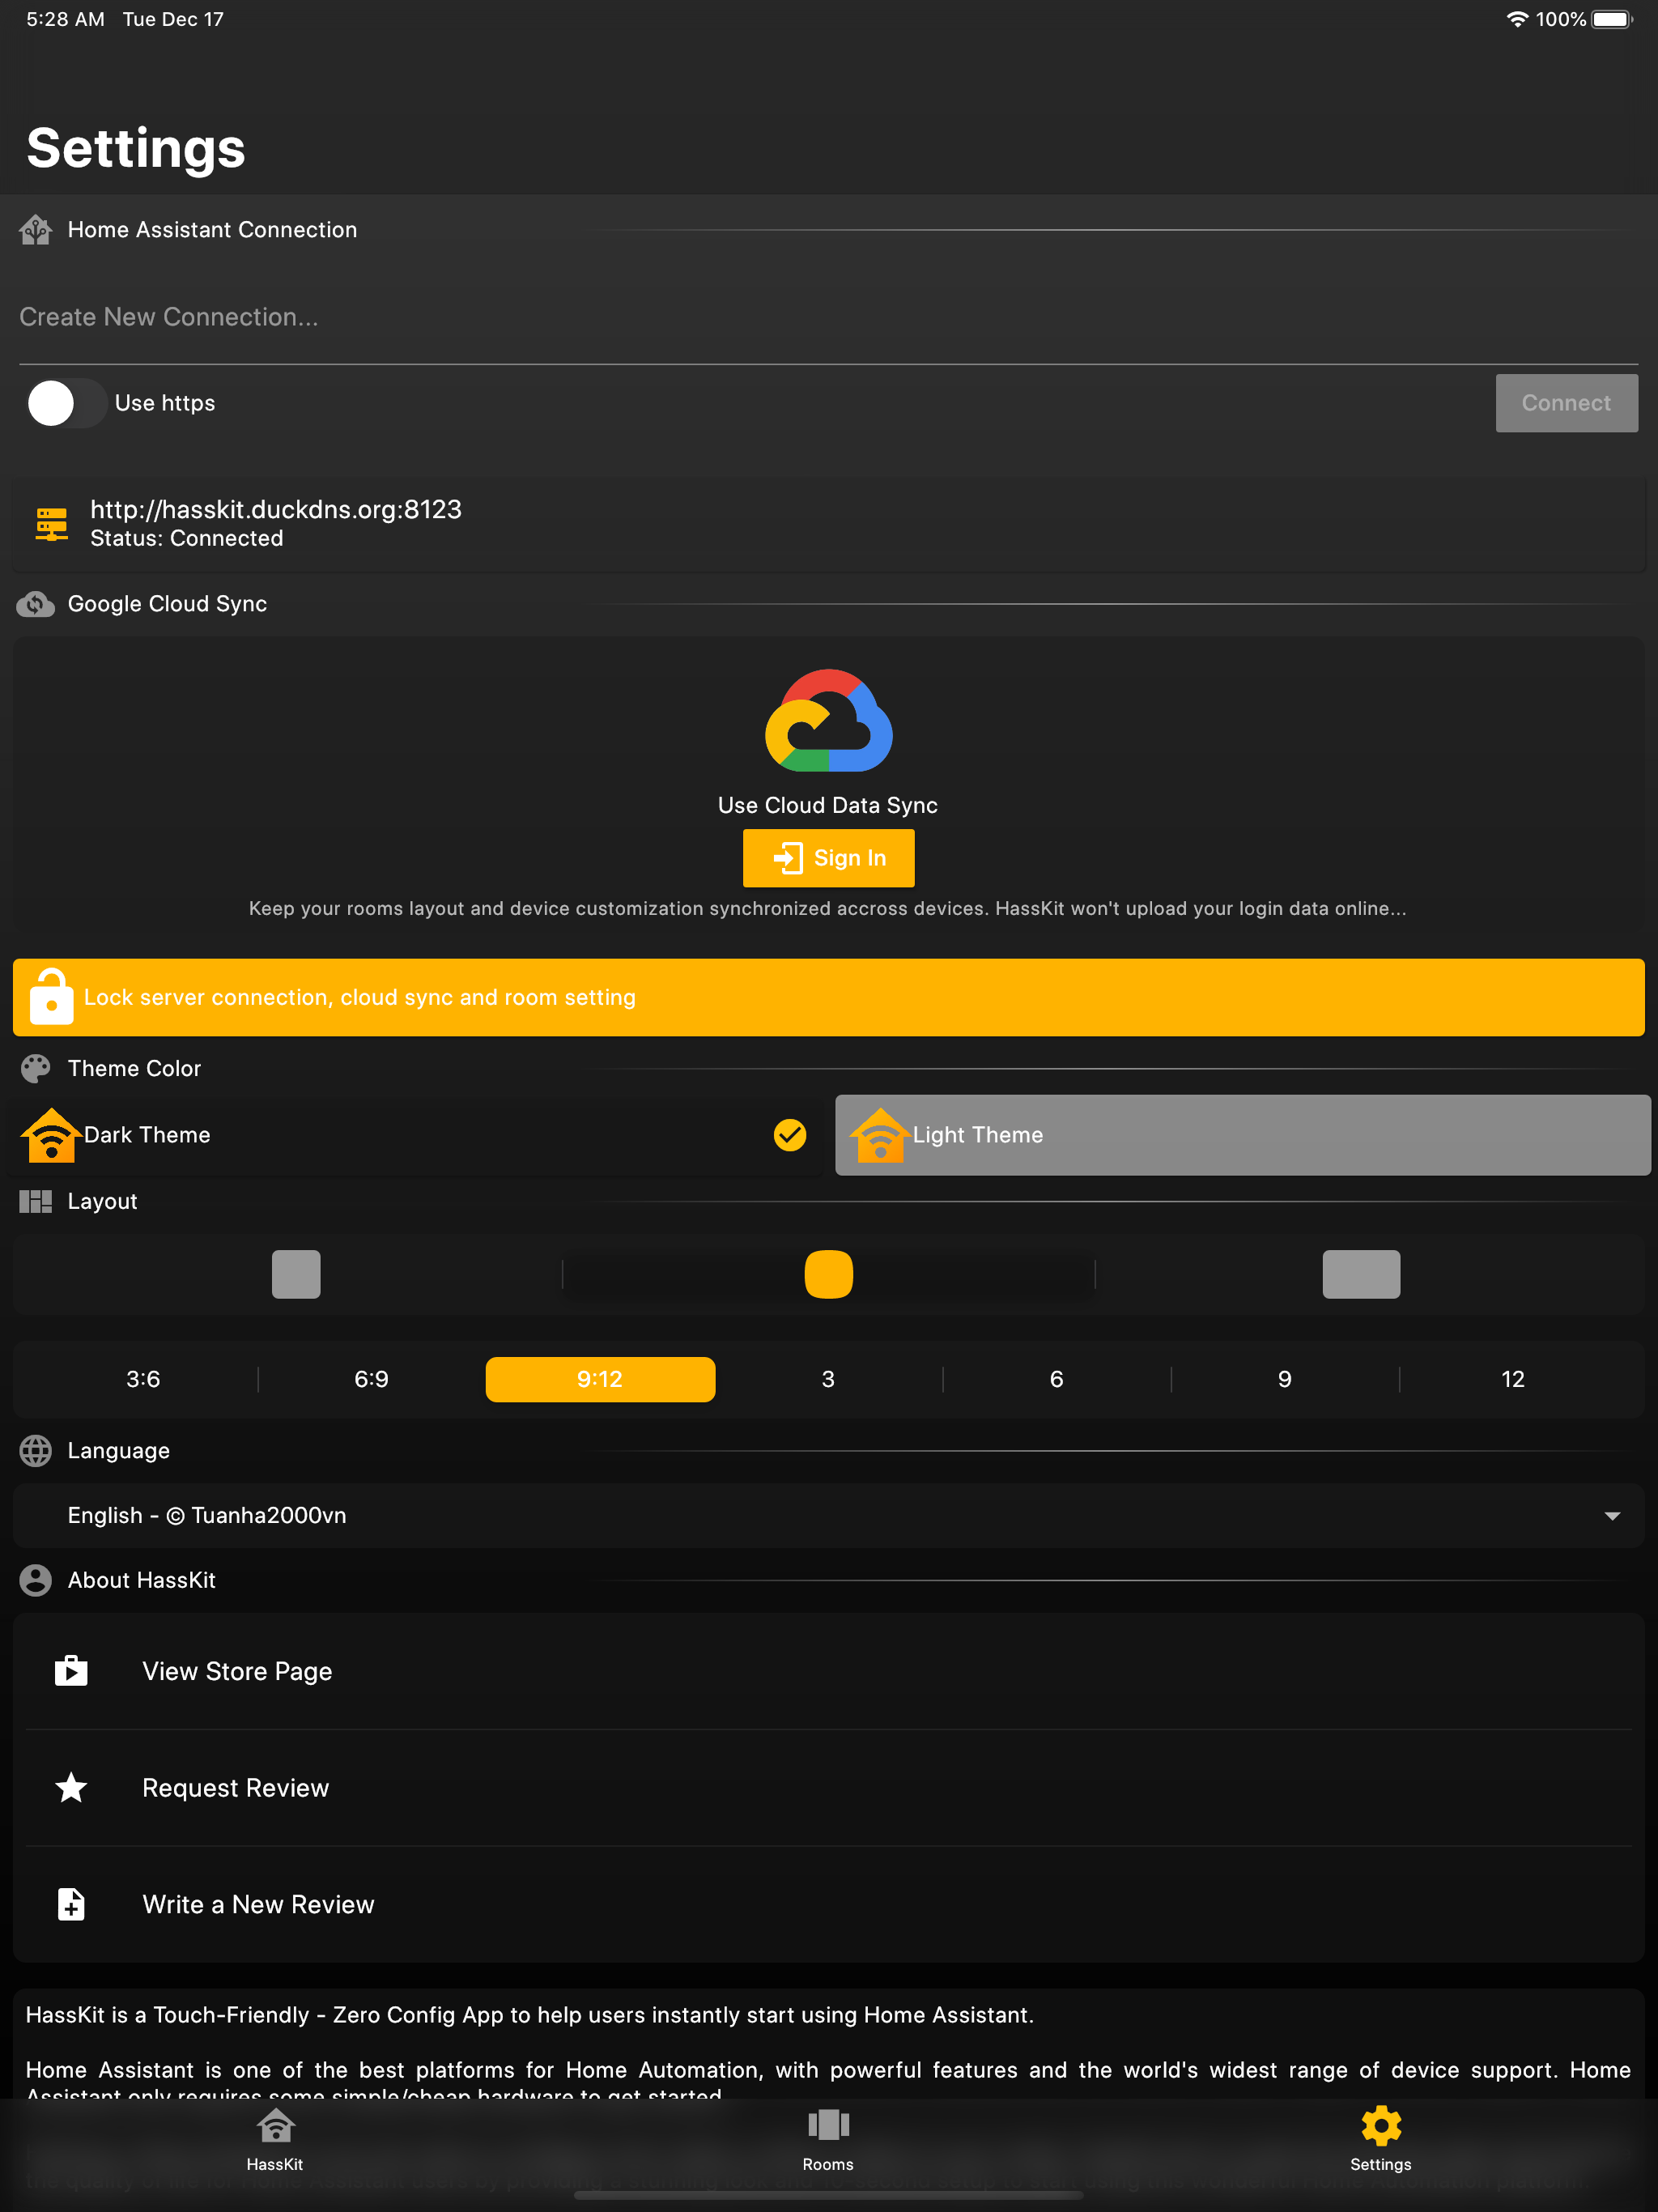 5:28 AM Tue Dec 17
100%
Settings
Home Assistant Connection
Create New Connection...
Use https
Connect
http://hasskit.duckdns.org:8123
Status: Connected
Google Cloud Sync
Use Cloud Data Sync
Sign In
Keep your rooms layout and device customization synchronized accross devices. HassKit won't upload your login data online...
Lock server connection, cloud sync and room setting
Theme Color
Dark Theme
Light Theme
Layout
3:6 6:9 9:12 3 6 9 12
Language
English - © Tuanha2000vn
About HassKit
View Store Page
Request Review
Write a New Review
HassKit is a Touch-Friendly - Zero Config App to help users instantly start using Home Assistant.
Home Assistant is one of the best platforms for Home Automation, with powerful features and the world's widest range of device support. Home
Assistant only requires some simple/cheap hardware to get started
HassKit
Rooms
Settings